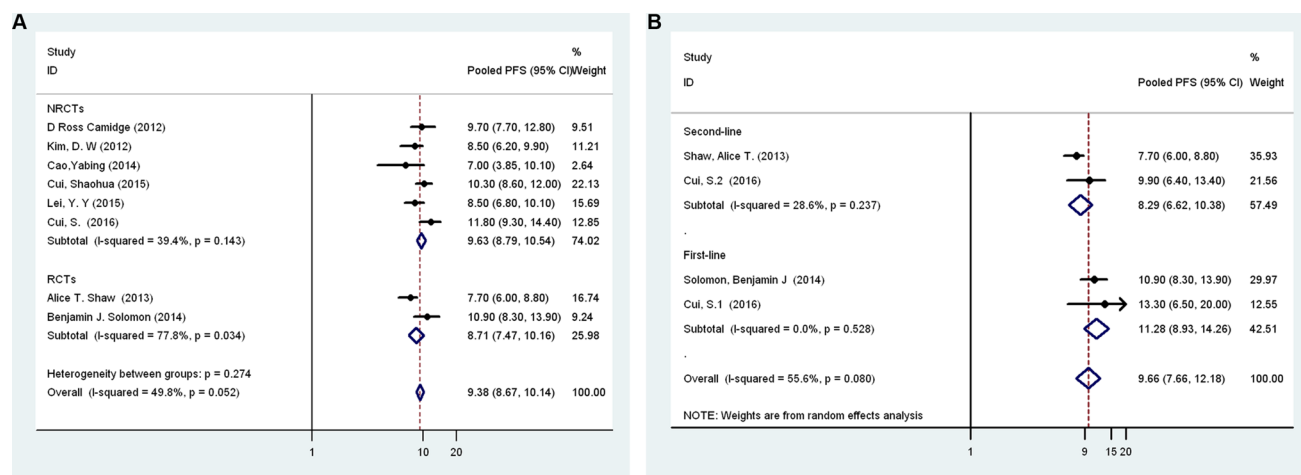 A
Study %
ID Pooled PFS (95% CI)Weight
NRCTs
D Ross Camidge (2012) 9.70 (7.70, 12.80) 9.51
Kim, D. W (2012) 8.50 (6.20, 9.90) 11.21
Cao,Yabing (2014) 7.00 (3.85, 10.10) 2.64
Cui, Shaohua (2015) 10.30 (8.60, 12.00) 22.13
Lei, Y. Y (2015) 8.50 (6.80, 10.10) 15.69
Cui, S. (2016) 11.80 (9.30, 14.40) 12.85
Subtotal (I-squared = 39.4%, p = 0.143) 9.63 (8.79, 10.54) 74.02
RCTs
Alice T. Shaw (2013) 7.70 (6.00, 8.80) 16.74
Benjamin J. Solomon (2014) 10.90 (8.30, 13.90) 9.24
Subtotal (I-squared = 77.8%, p = 0.034) 8.71 (7.47, 10.16) 25.98
Heterogeneity between groups: p = 0.274
Overall (I-squared = 49.8%, p = 0.052) 9.38 (8.67, 10.14) 100.00
1 10 20
B
Study %
ID Pooled PFS (95% CI) Weight
Second-line
Shaw, Alice T. (2013) 7.70 (6.00, 8.80) 35.93
Cui, S.2 (2016) 9.90 (6.40, 13.40) 21.56
Subtotal (I-squared = 28.6%, p = 0.237) 8.29 (6.62, 10.38) 57.49
.
First-line
Solomon, Benjamin J (2014) 10.90 (8.30, 13.90) 29.97
Cui, S.1 (2016) 13.30 (6.50, 20.00) 12.55
Subtotal (I-squared = 0.0%, p = 0.528) 11.28 (8.93, 14.26) 42.51
.
Overall (I-squared = 55.6%, p = 0.080) 9.66 (7.66, 12.18) 100.00
NOTE: Weights are from random effects analysis
1 9 15 20